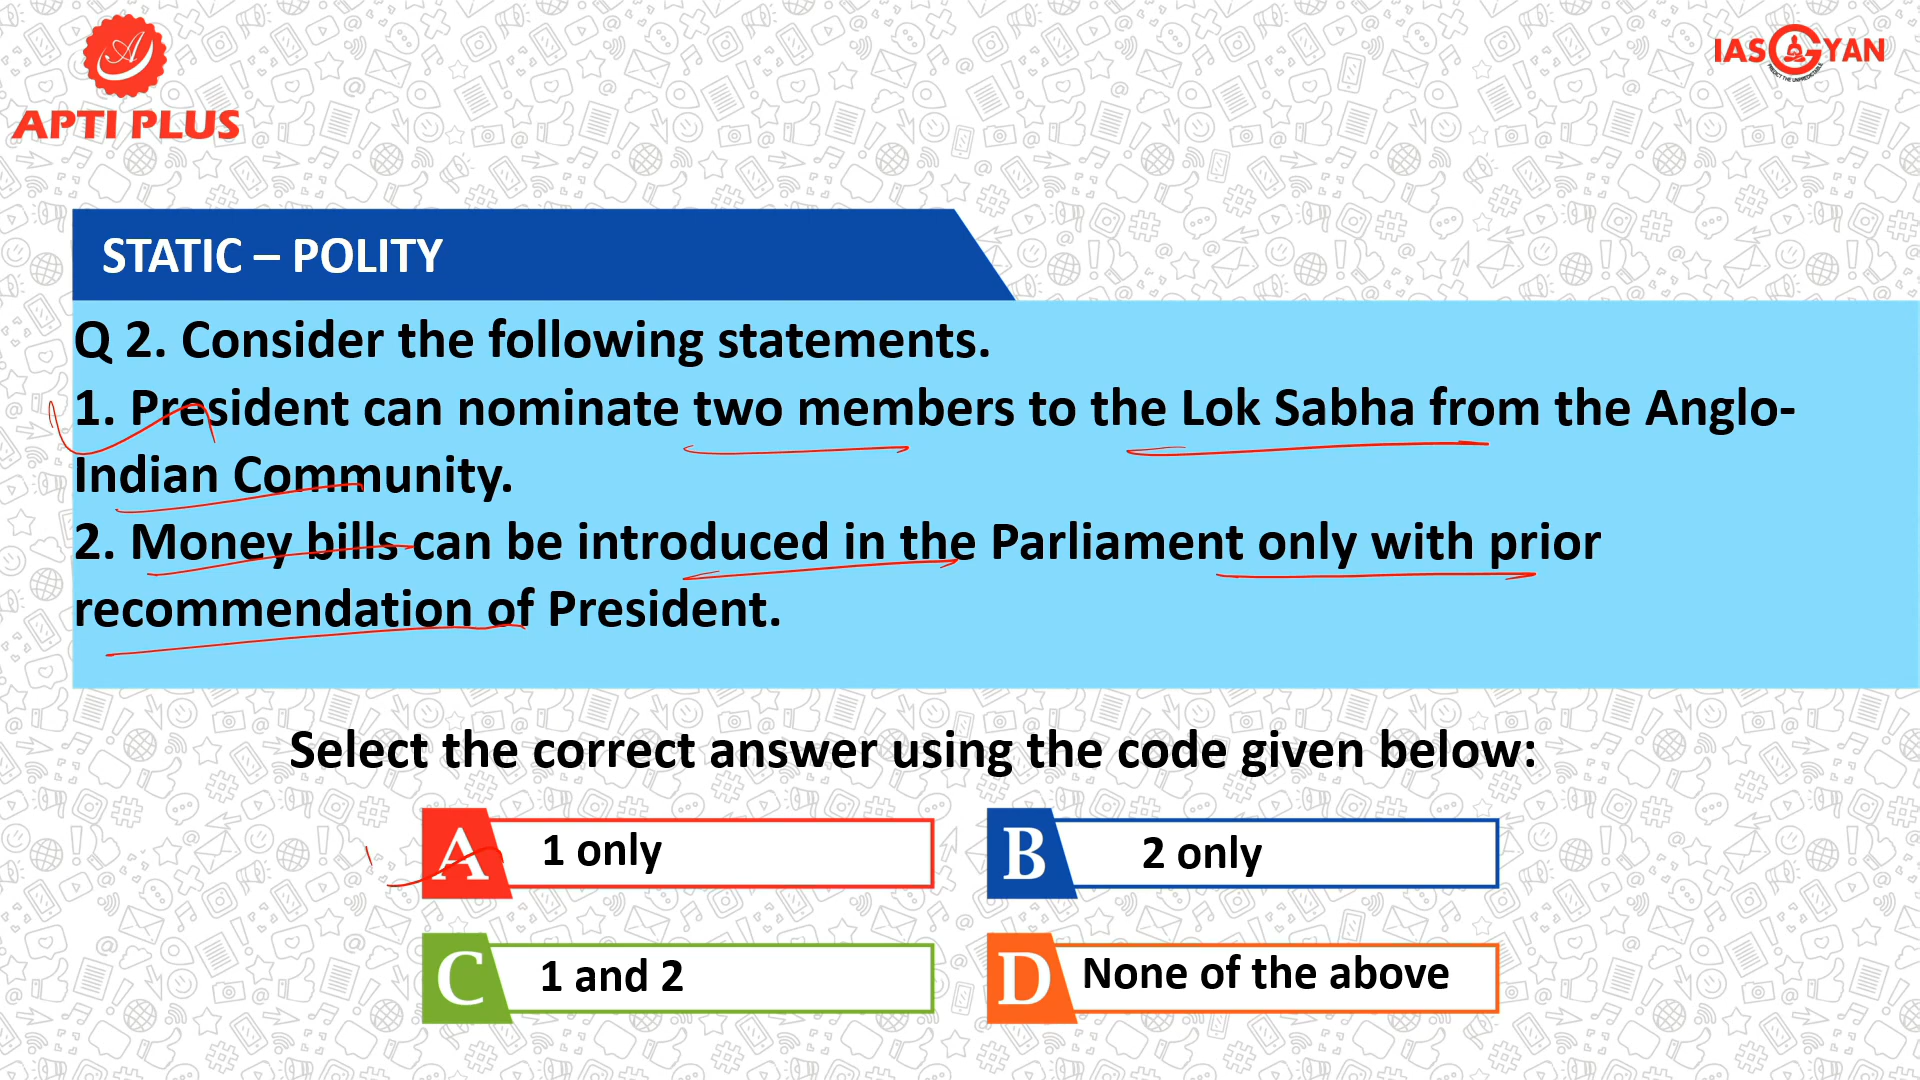 APTI PLUS
IASGYAN
STATIC – POLITY
Q 2. Consider the following statements.
1. President can nominate two members to the Lok Sabha from the Anglo-
Indian Community.
2. Money bills can be introduced in the Parliament only with prior
recommendation of President.
Select the correct answer using the code given below:
A 1 only
B 2 only
C 1 and 2
D None of the above